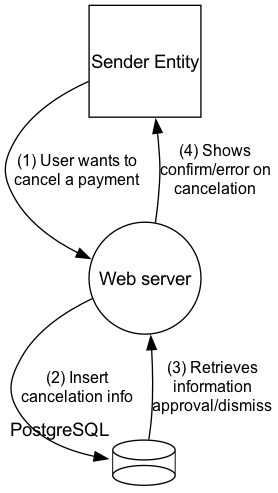 Sender Entity
(1) User wants to
cancel a payment
(4) Shows
confirm/error on
cancelation
Web server
(2) Insert
cancelation info
(3) Retrieves
information
approval/dismiss
PostgreSQL